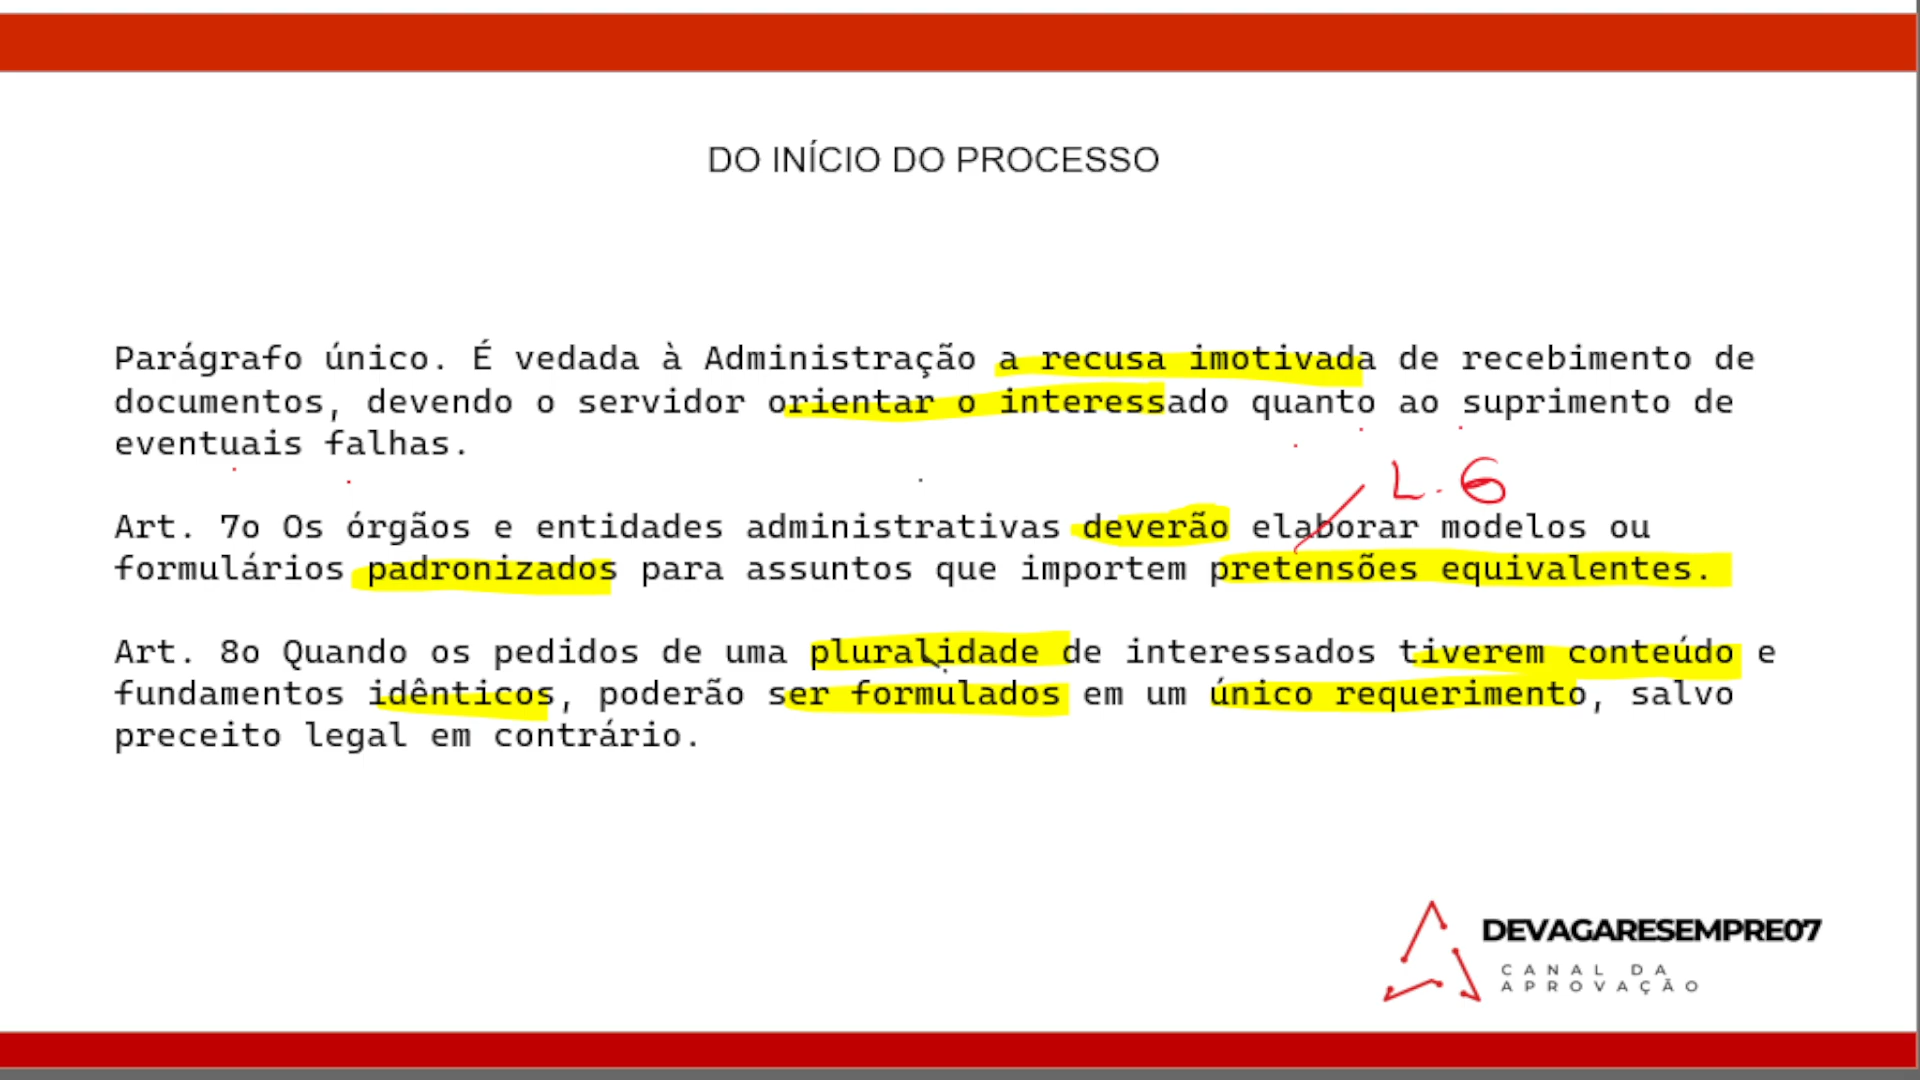 DO INÍCIO DO PROCESSO
Parágrafo único. É vedada à Administração a recusa imotivada de recebimento de
documentos, devendo o servidor orientar o interessado quanto ao suprimento de
eventuais falhas.
L. 6
Art. 7o Os órgãos e entidades administrativas deverão elaborar modelos ou
formulários padronizados para assuntos que importem pretensões equivalentes.
Art. 8o Quando os pedidos de uma pluralidade de interessados tiverem conteúdo e
fundamentos idênticos, poderão ser formulados em um único requerimento, salvo
preceito legal em contrário.
DEVAGARESEMPRE07
CANAL DA
APROVAÇÃO